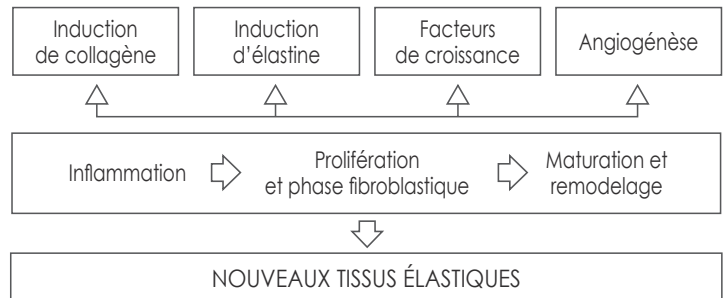 Induction
de collagène
Induction
d'élastine
Facteurs
de croissance
Angiogénèse
Inflammation
Prolifération
et phase fibroblastique
Maturation et
remodelage
NOUVEAUX TISSUS ÉLASTIQUES